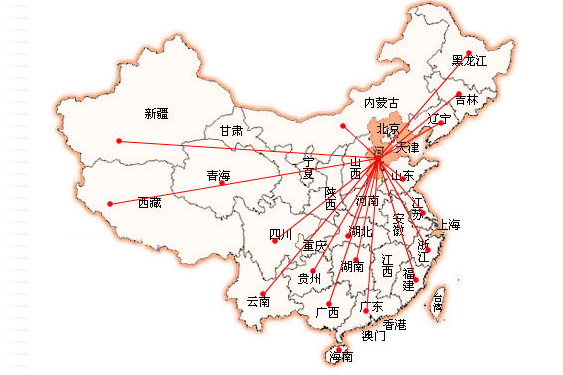 黑龙江
吉林
内蒙古
辽宁
新疆
北京
甘肃
天津
河
宁夏
山西
青海
山东
陕西
西藏
河南
江苏
安徽
上海
四川
湖北
重庆
浙江
湖南
江西
贵州
福建
云南
台湾
广西
广东
香港
澳门
海南